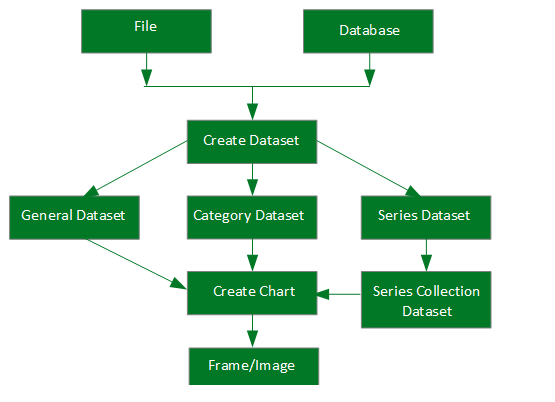 File
Database
Create Dataset
General Dataset
Category Dataset
Series Dataset
Create Chart
Series Collection
Dataset
Frame/Image